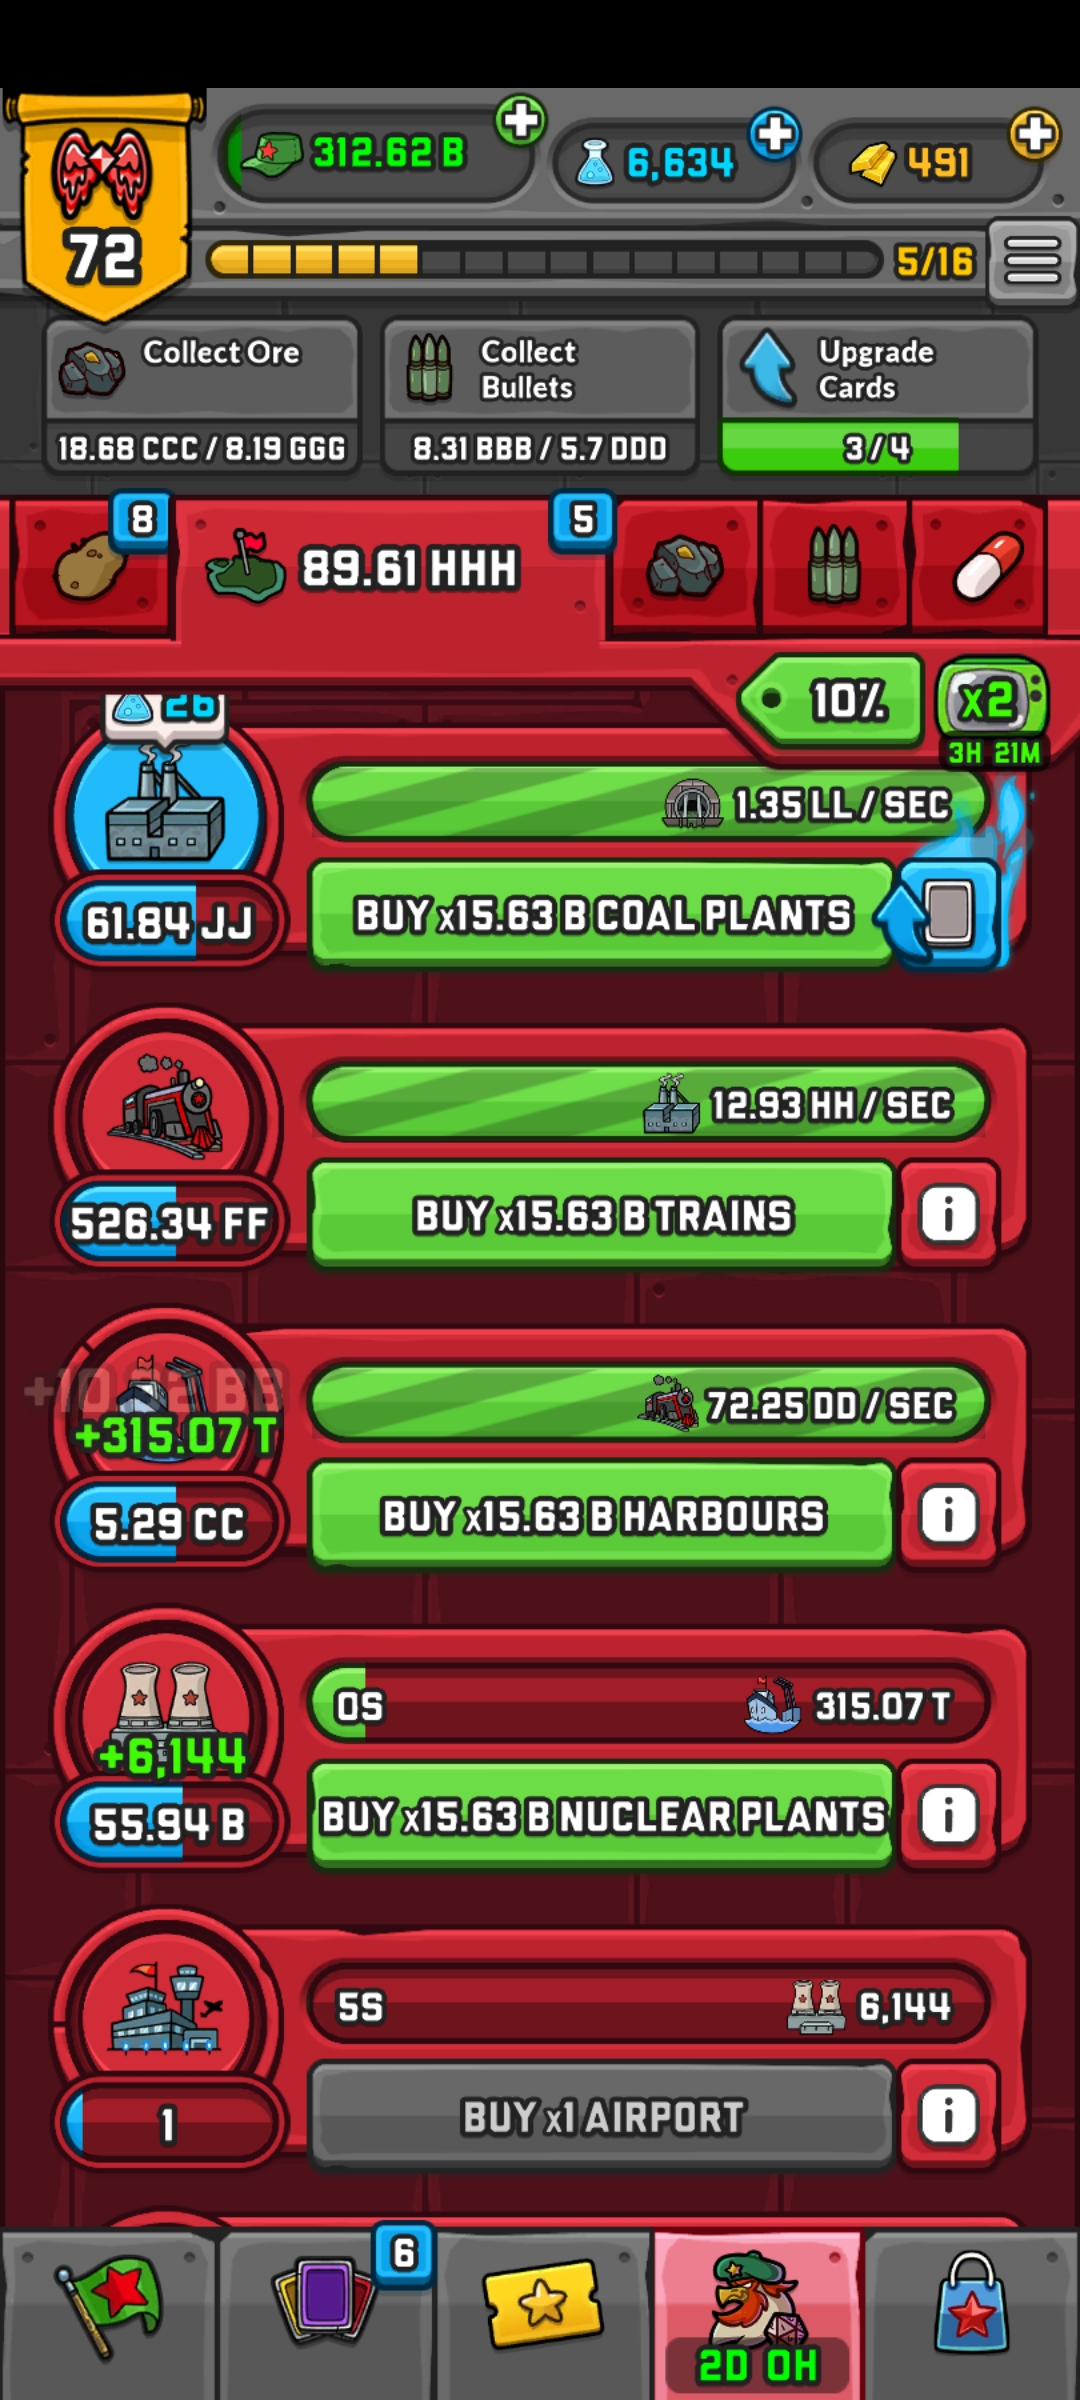 312.62 B
6,634
491
72
5/16
Collect Ore
18.68 CCC / 8.19 GGG
Collect
Bullets
8.31 BBB / 5.7 DDD
Upgrade
Cards
3/4
8
89.61 HHH
5
10%
x2
3H 21M
26
1.35 LL / SEC
61.84 JJ
BUY x15.63 B COAL PLANTS
12.93 HH / SEC
526.34 FF
BUY x15.63 B TRAINS
i
+315.07 T
72.25 DD / SEC
5.29 CC
BUY x15.63 B HARBOURS
i
0S
315.07 T
+6,144
55.94 B
BUY x15.63 B NUCLEAR PLANTS
i
5S
6,144
1
BUY x1 AIRPORT
i
6
2D 0H